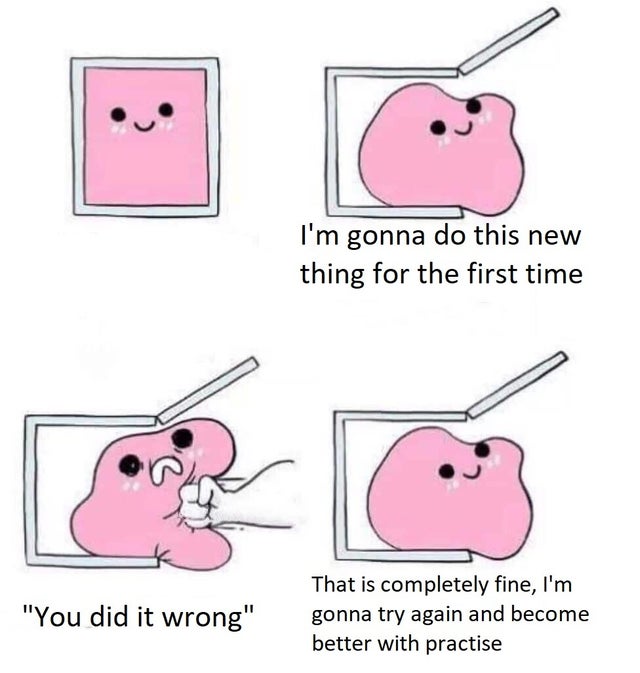 I'm gonna do this new
thing for the first time
"You did it wrong"
That is completely fine, I'm
gonna try again and become
better with practise